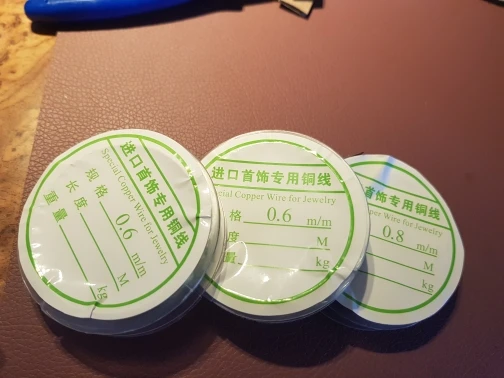 进口首饰专用铜线
Special Copper Wire for Jewelry
规格 0.6 m/m
长度 M
重量 kg
进口首饰专用铜线
cial Copper Wire for Jewelry
格 0.6 m/m
度 M
量 kg
首饰专用铜线
per Wire for Jewelry
0.8 m/m
M
kg